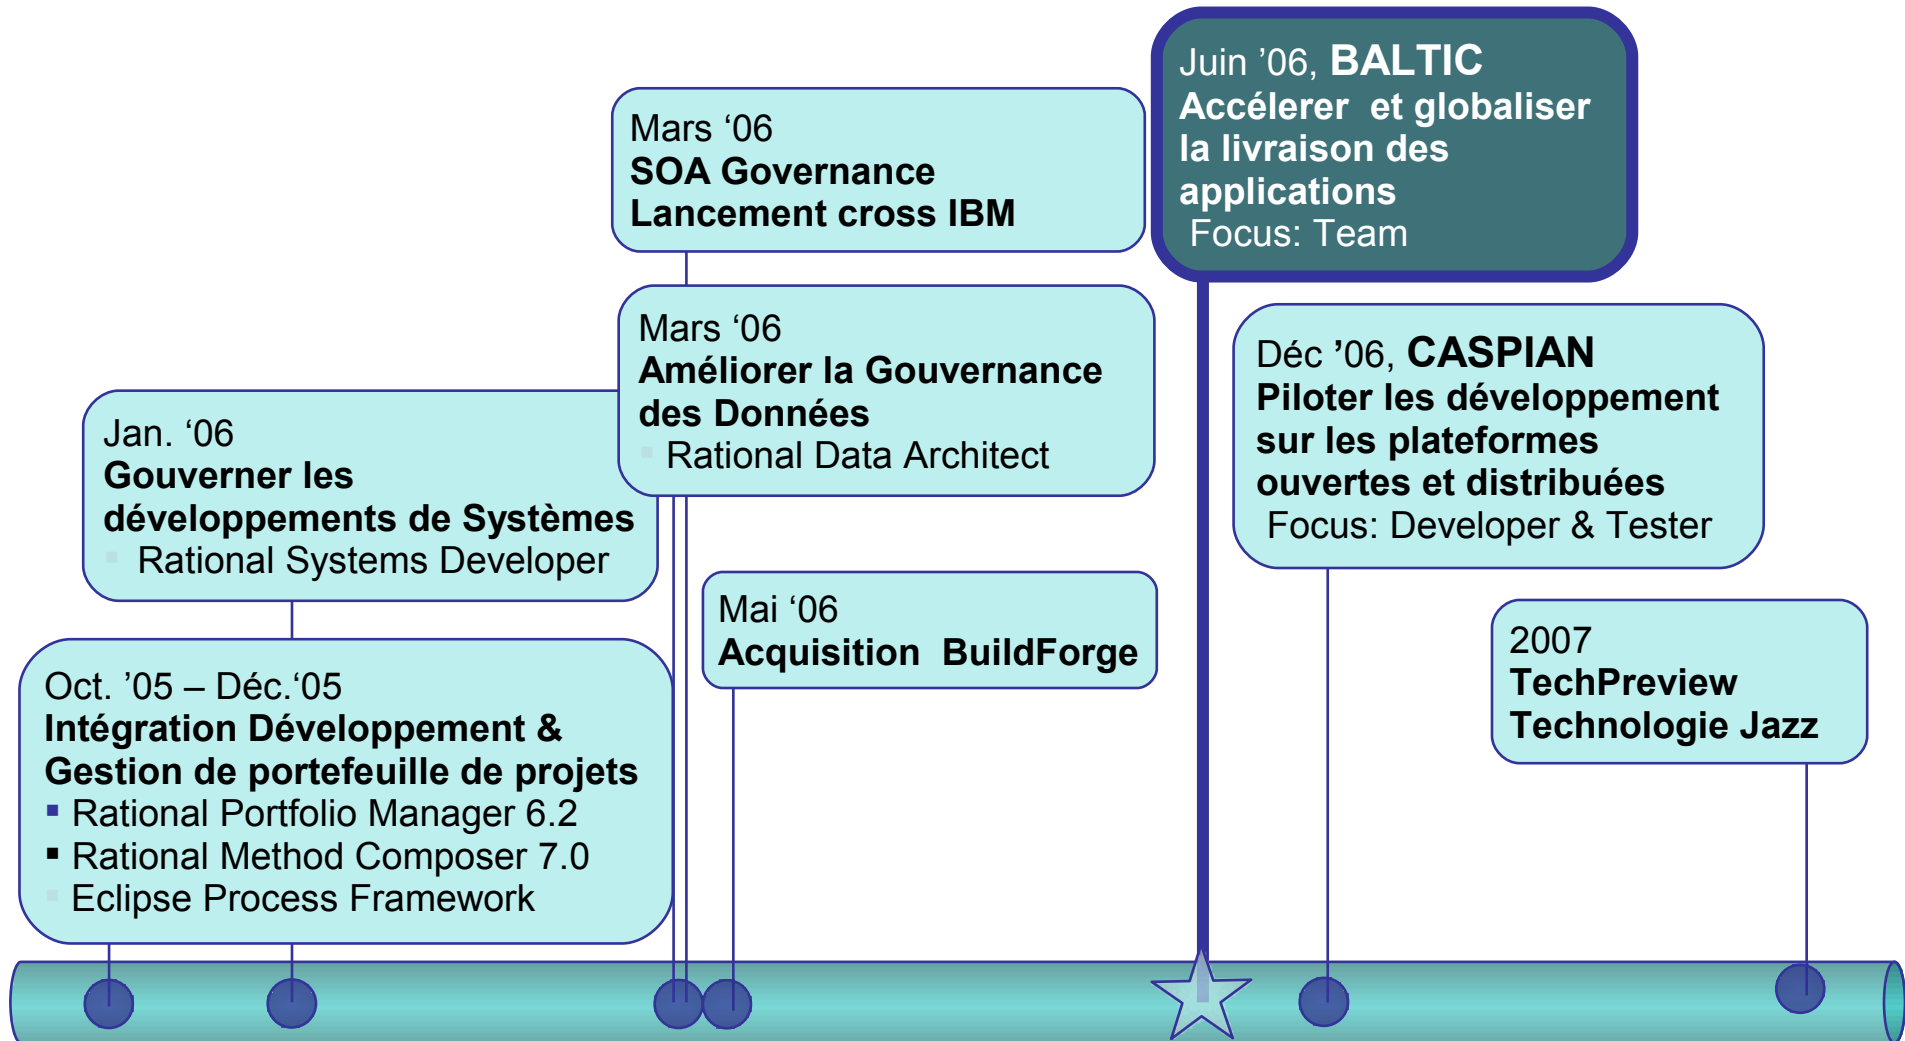 Oct. ’05 – Déc.‘05
Intégration Développement &
Gestion de portefeuille de projets
▪ Rational Portfolio Manager 6.2
▪ Rational Method Composer 7.0
▪ Eclipse Process Framework
Jan. ‘06
Gouverner les
développements de Systèmes
▪ Rational Systems Developer
Mars ‘06
SOA Governance
Lancement cross IBM
Mars ‘06
Améliorer la Gouvernance
des Données
▪ Rational Data Architect
Mai ‘06
Acquisition BuildForge
Juin ’06, BALTIC
Accélerer et globaliser
la livraison des
applications
Focus: Team
Déc ’06, CASPIAN
Piloter les développement
sur les plateformes
ouvertes et distribuées
Focus: Developer & Tester
2007
TechPreview
Technologie Jazz